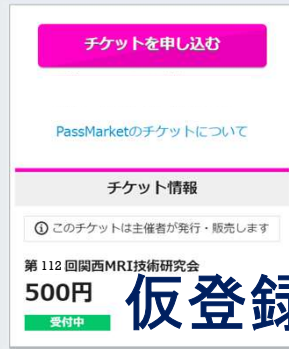 チケットを申し込む
PassMarketのチケットについて
チケット情報
このチケットは主催者が発行・販売します
第 112 回関西MRI技術研究会
500円
受付中
仮登録